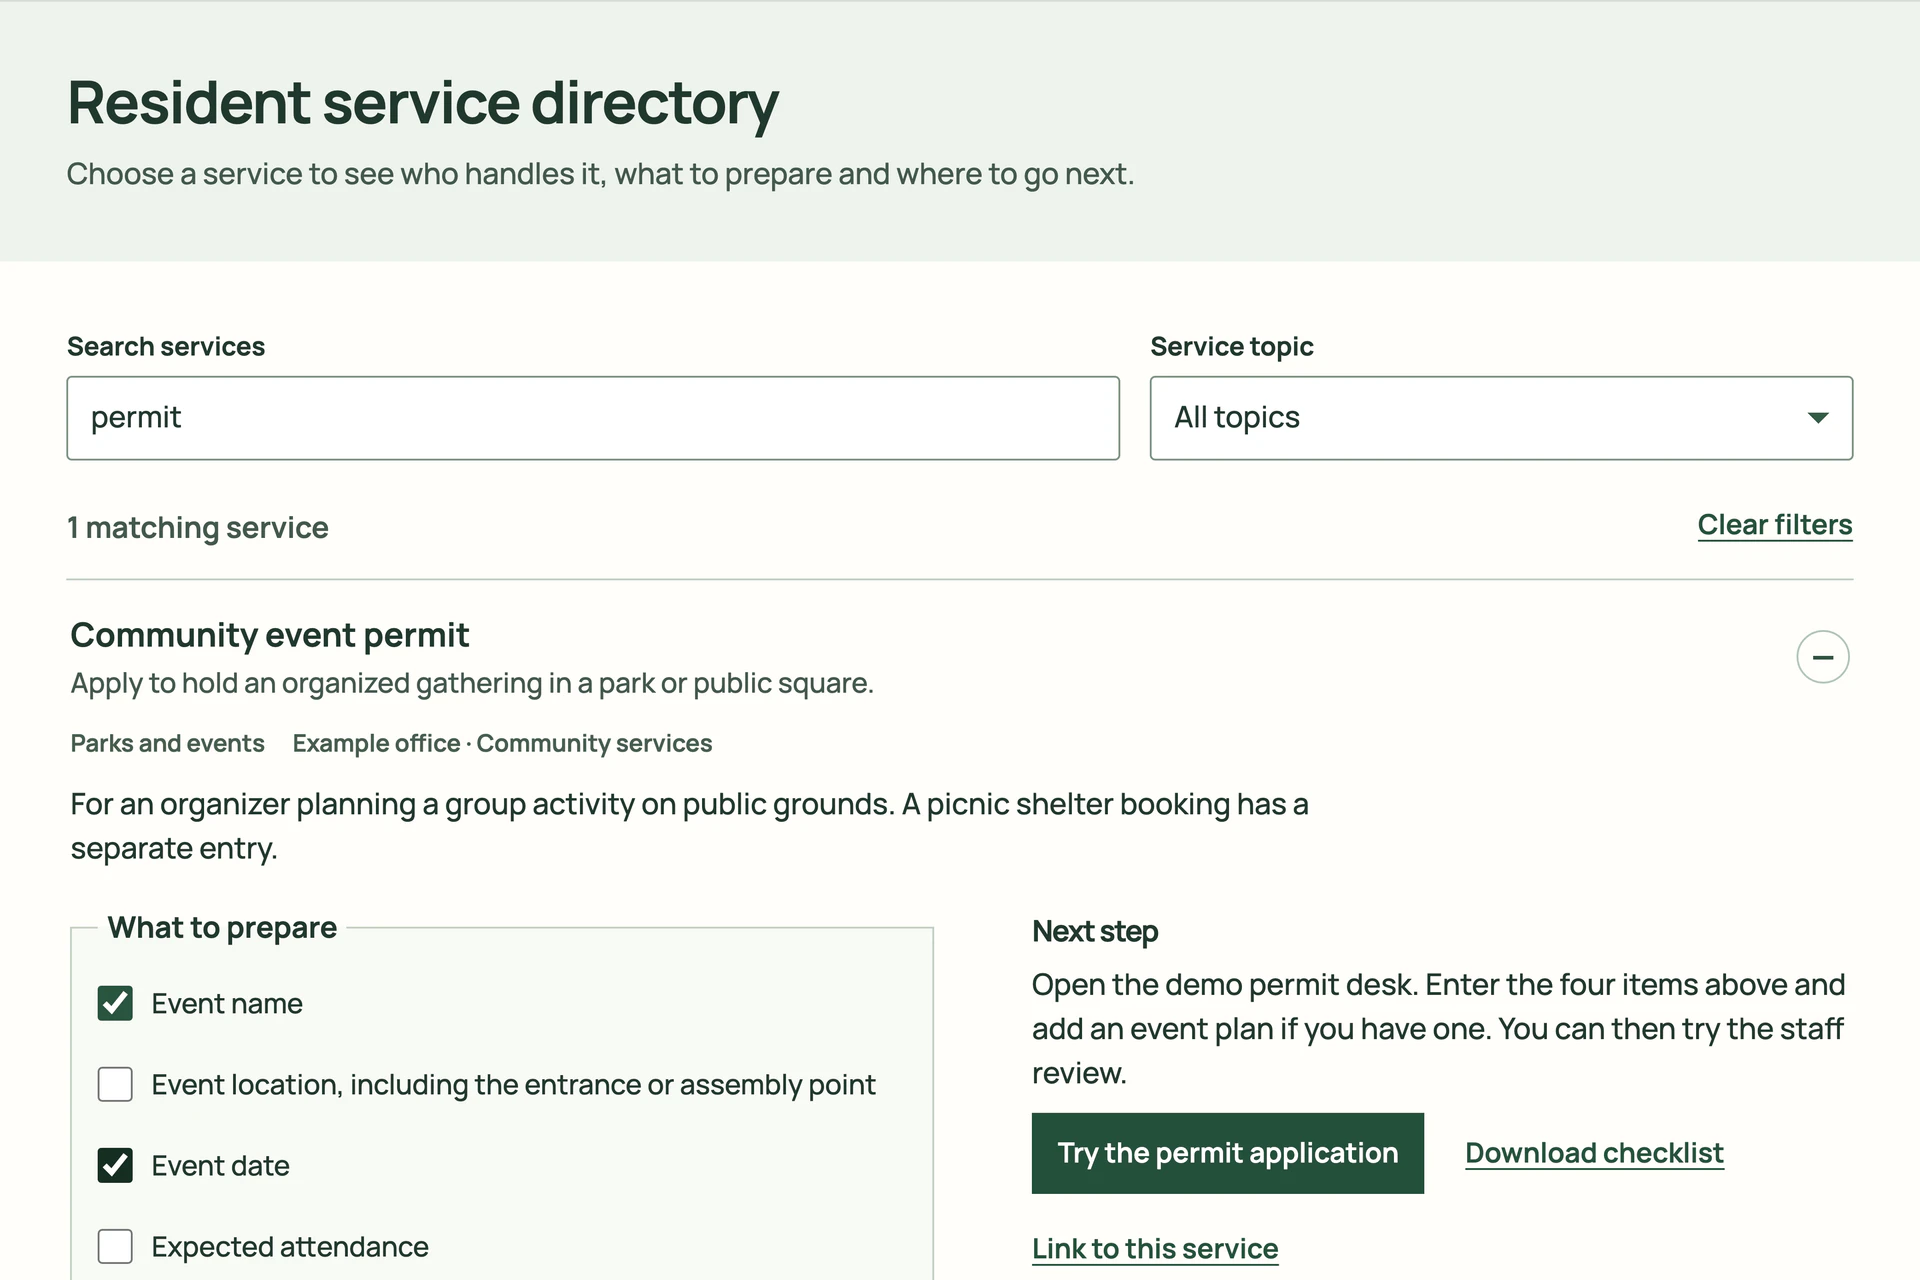 Resident service directory
Choose a service to see who handles it, what to prepare and where to go next.
Search services
permit
Service topic
All topics
1 matching service
Clear filters
Community event permit
Apply to hold an organized gathering in a park or public square.
Parks and events
Example office · Community services
For an organizer planning a group activity on public grounds. A picnic shelter booking has a
separate entry.
What to prepare
Event name
Event location, including the entrance or assembly point
Event date
Expected attendance
Next step
Open the demo permit desk. Enter the four items above and
add an event plan if you have one. You can then try the staff
review.
Try the permit application
Download checklist
Link to this service